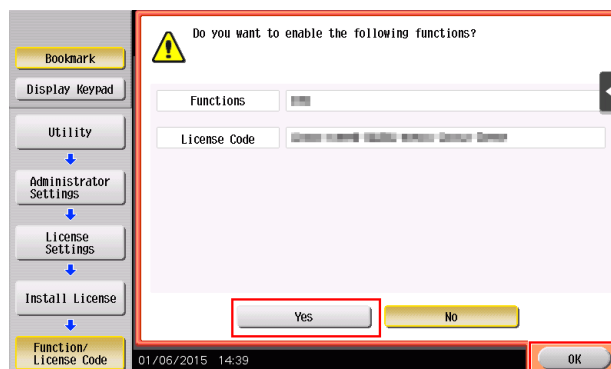 Do you want to enable the following functions?
Bookmark
Display Keypad
Utility
Administrator
Settings
License
Settings
Install License
Function/
License Code
Functions
License Code
Yes
No
01/06/2015 14:39
OK